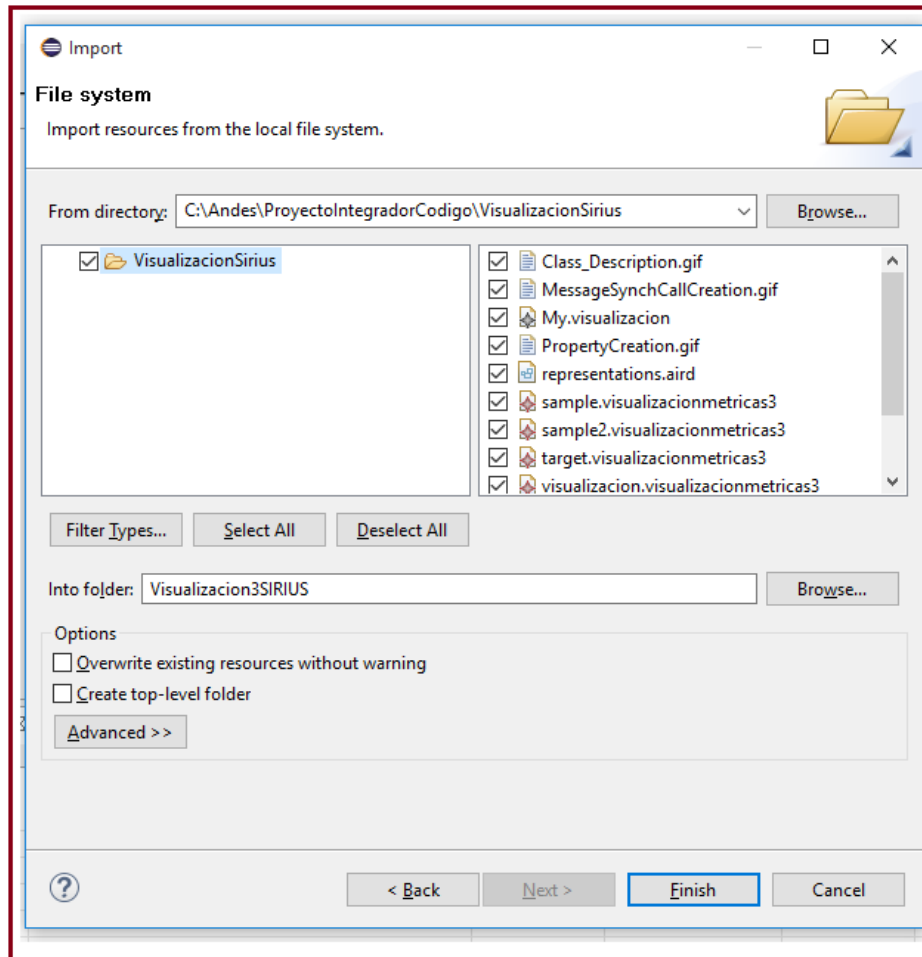 Import
File system
Import resources from the local file system.
From directory: C:\Andes\ProyectoIntegradorCodigo\VisualizacionSirius Browse...
VisualizacionSirius
Class_Description.gif
MessageSynchCallCreation.gif
My.visualizacion
PropertyCreation.gif
representations.aird
sample.visualizacionmetricas3
sample2.visualizacionmetricas3
target.visualizacionmetricas3
visualizacion.visualizacionmetricas3
Filter Types... Select All Deselect All
Into folder: Visualizacion3SIRIUS Browse...
Options
Overwrite existing resources without warning
Create top-level folder
Advanced >>
? < Back Next > Finish Cancel